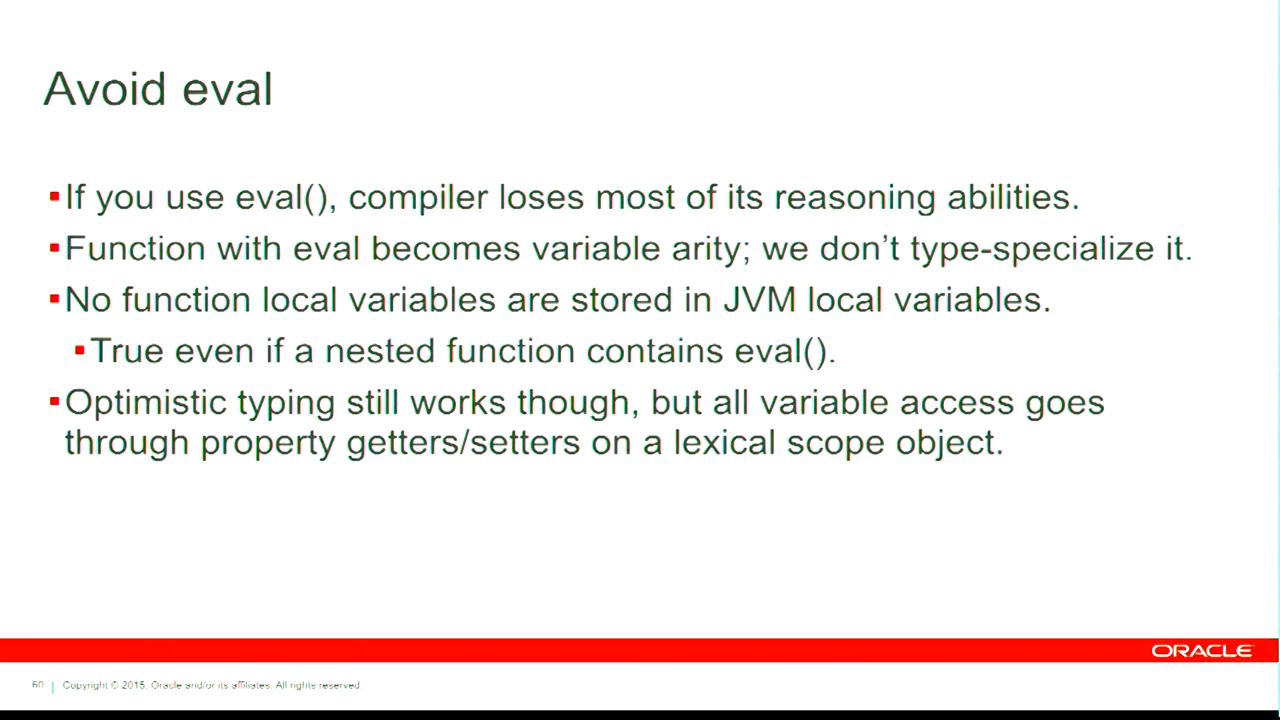 Avoid eval
▪If you use eval(), compiler loses most of its reasoning abilities.
▪Function with eval becomes variable arity; we don’t type-specialize it.
▪No function local variables are stored in JVM local variables.
▪True even if a nested function contains eval().
▪Optimistic typing still works though, but all variable access goes
through property getters/setters on a lexical scope object.
ORACLE
60 | Copyright © 2015, Oracle and/or its affiliates. All rights reserved.